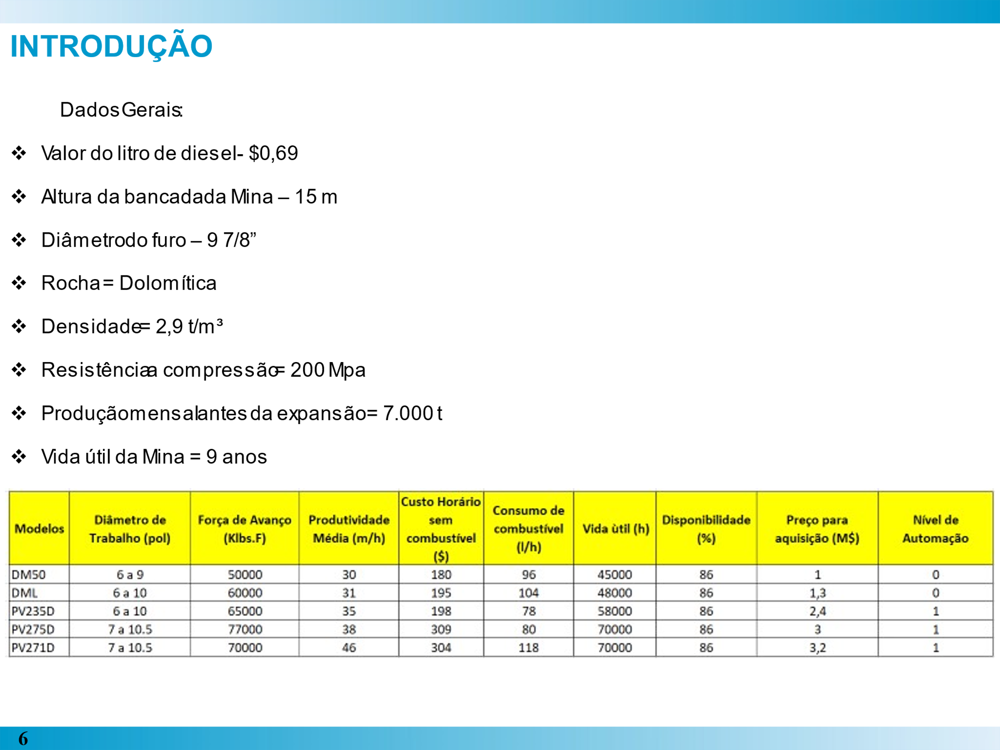 INTRODUÇÃO
Dados Gerais:
❖ Valor do litro de diesel- $0,69
❖ Altura da bancada da Mina – 15 m
❖ Diâmetro do furo – 9 7/8”
❖ Rocha = Dolomítica
❖ Densidade = 2,9 t/m³
❖ Resistência a compressão = 200 Mpa
❖ Produção mensal antes da expansão = 7.000 t
❖ Vida útil da Mina = 9 anos
Modelos | Diâmetro de Trabalho (pol) | Força de Avanço (Klbs.F) | Produtividade Média (m/h) | Custo Horário sem combustível ($) | Consumo de combustível (l/h) | Vida ùtil (h) | Disponibilidade (%) | Preço para aquisição (M$) | Nível de Automação
DM50 | 6 a 9 | 50000 | 30 | 180 | 96 | 45000 | 86 | 1 | 0
DML | 6 a 10 | 60000 | 31 | 195 | 104 | 48000 | 86 | 1,3 | 0
PV235D | 6 a 10 | 65000 | 35 | 198 | 78 | 58000 | 86 | 2,4 | 1
PV275D | 7 a 10.5 | 77000 | 38 | 309 | 80 | 70000 | 86 | 3 | 1
PV271D | 7 a 10.5 | 70000 | 46 | 304 | 118 | 70000 | 86 | 3,2 | 1
6